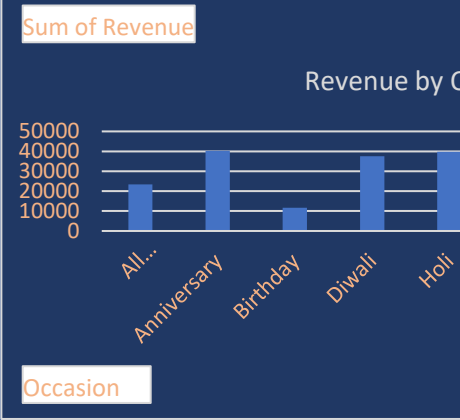 Sum of Revenue
Revenue by C
50000
40000
30000
20000
10000
0
All...
Anniversary
Birthday
Diwali
Holi
Occasion